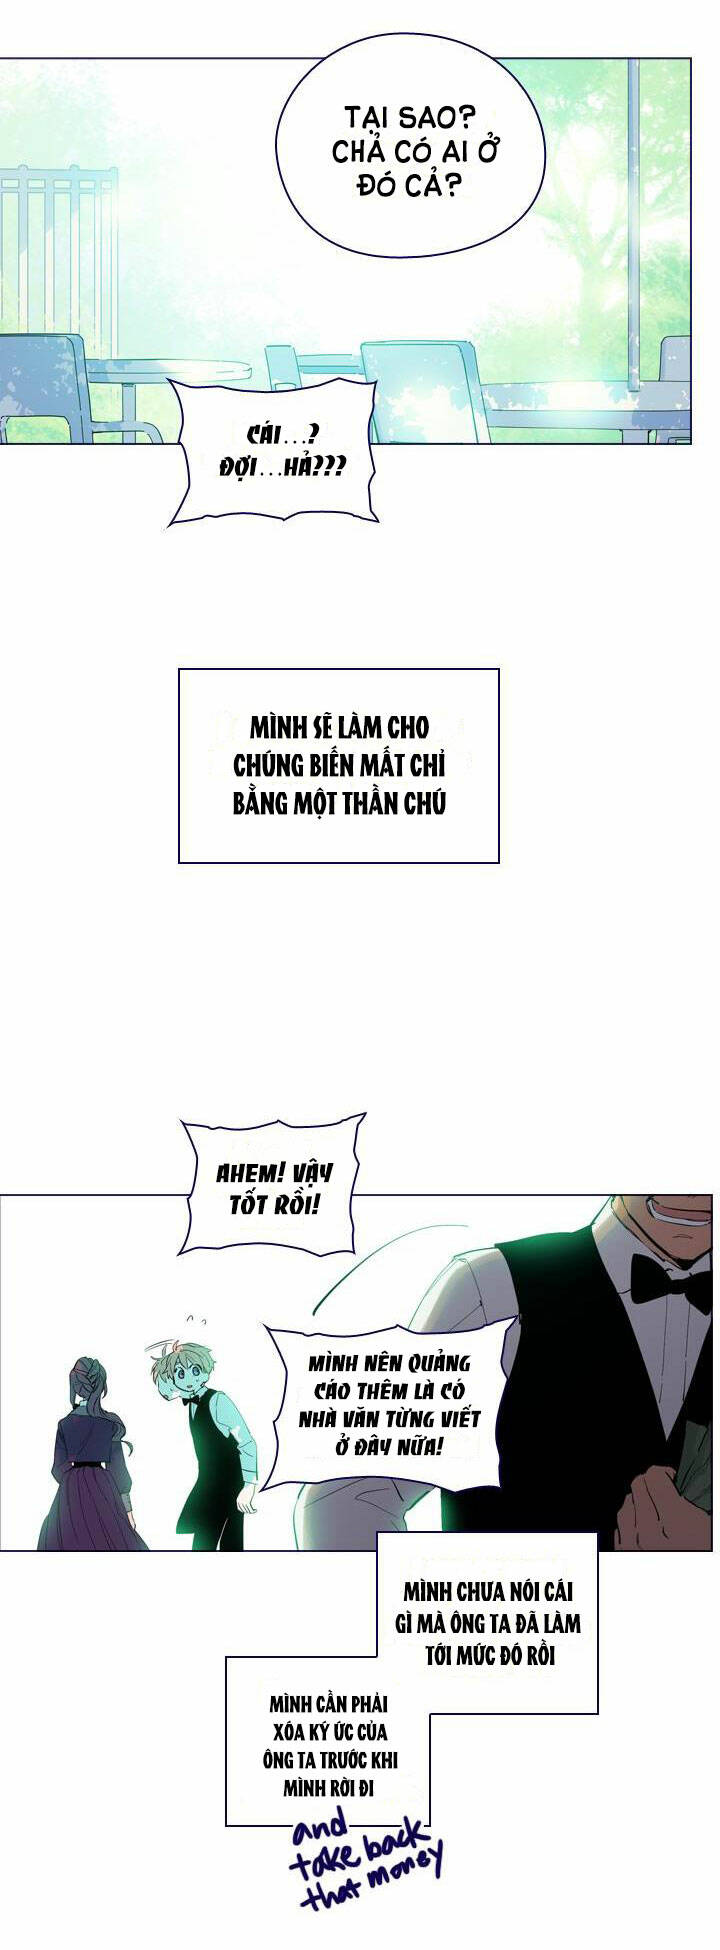 TẠI SAO?
CHẢ CÓ AI Ở
ĐÓ CẢ?
CÁI...?
ĐỢI...HẢ???
MÌNH SẼ LÀM CHO
CHÚNG BIẾN MẤT CHỈ
BẰNG MỘT THẦN CHÚ
AHEM! VẬY
TỐT RỒI!
MÌNH NÊN QUẢNG
CÁO THÊM LÀ CÓ
NHÀ VĂN TỪNG VIẾT
Ở ĐÂY NỮA!
MÌNH CHƯA NÓI CÁI
GÌ MÀ ÔNG TA ĐÃ LÀM
TỚI MỨC ĐÓ RỒI
MÌNH CẦN PHẢI
XÓA KÝ ỨC CỦA
ÔNG TA TRƯỚC KHI
MÌNH RỜI ĐI
and
take back
that money